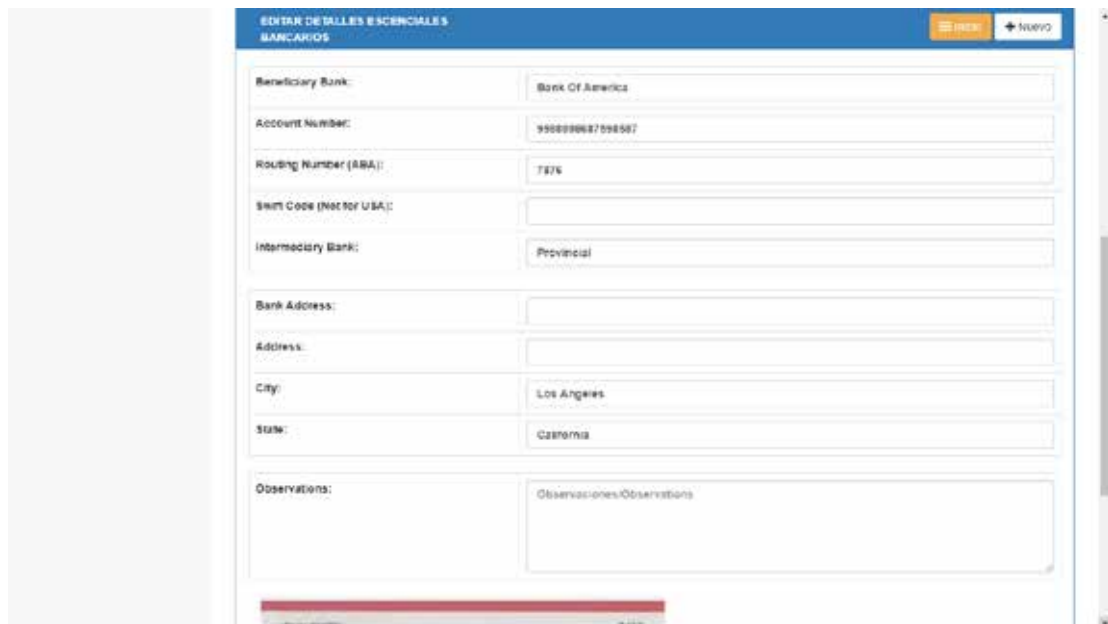 EDITAR DETALLES ESCENCIALES
BANCARIOS
INICIO
NUEVO
Beneficiary Bank:
Bank Of America
Account Number:
Routing Number (ABA):
7876
Swift Code (Not for USA):
Intermediary Bank:
Provincial
Bank Address:
Address:
City:
Los Angeles
State:
California
Observations:
Observaciones/Observations